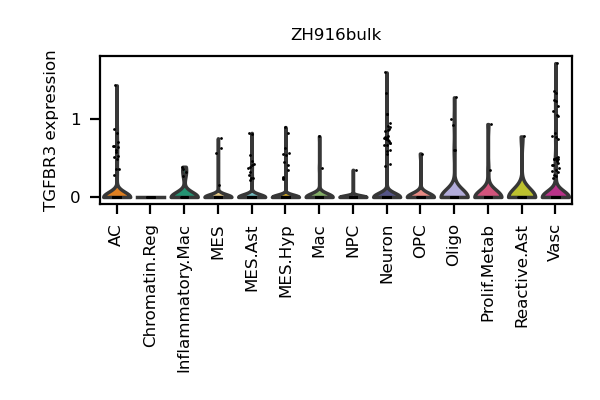 ZH916bulk
TGFBR3 expression
1
0
AC
Chromatin.Reg
Inflammatory.Mac
MES
MES.Ast
MES.Hyp
Mac
NPC
Neuron
OPC
Oligo
Prolif.Metab
Reactive.Ast
Vasc